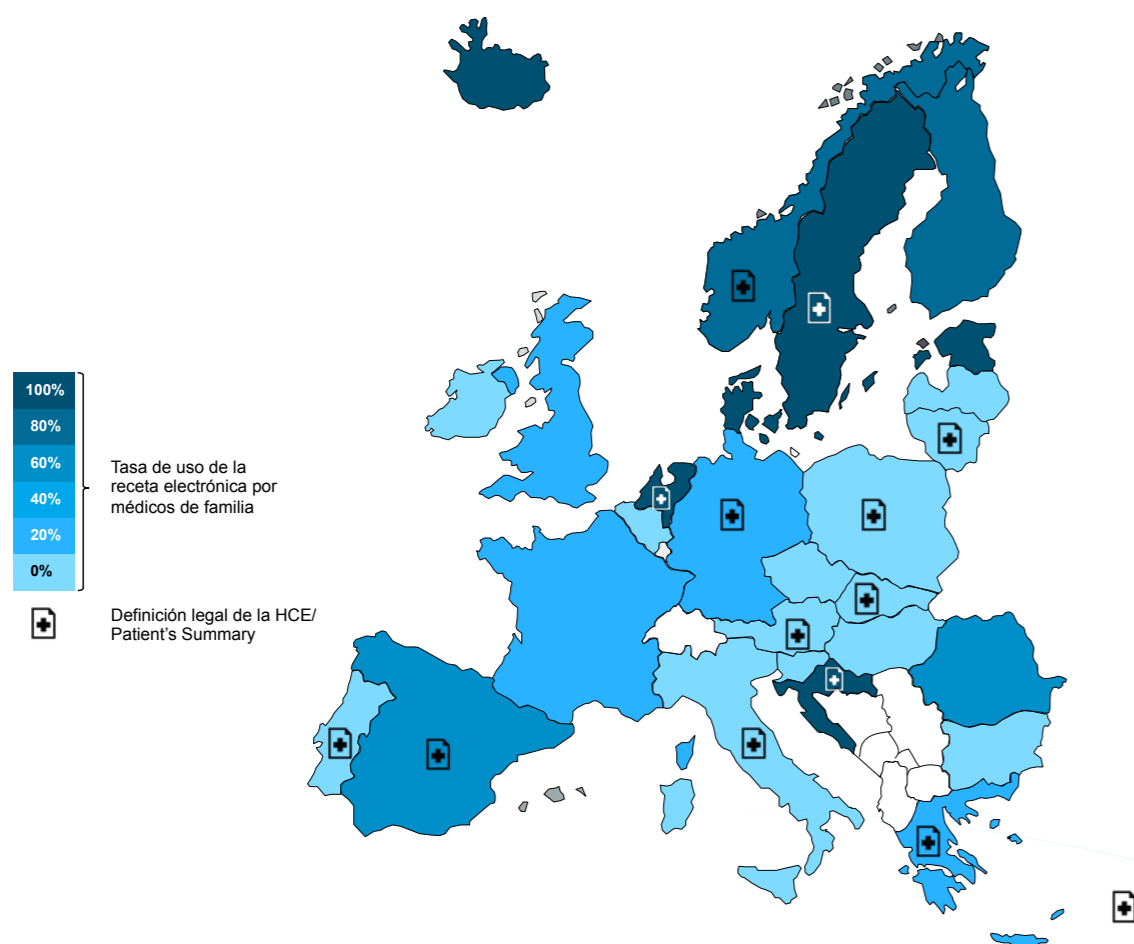 100%
80%
60%
40%
20%
0%
Tasa de uso de la
receta electrónica por
médicos de familia
Definición legal de la HCE/
Patient's Summary